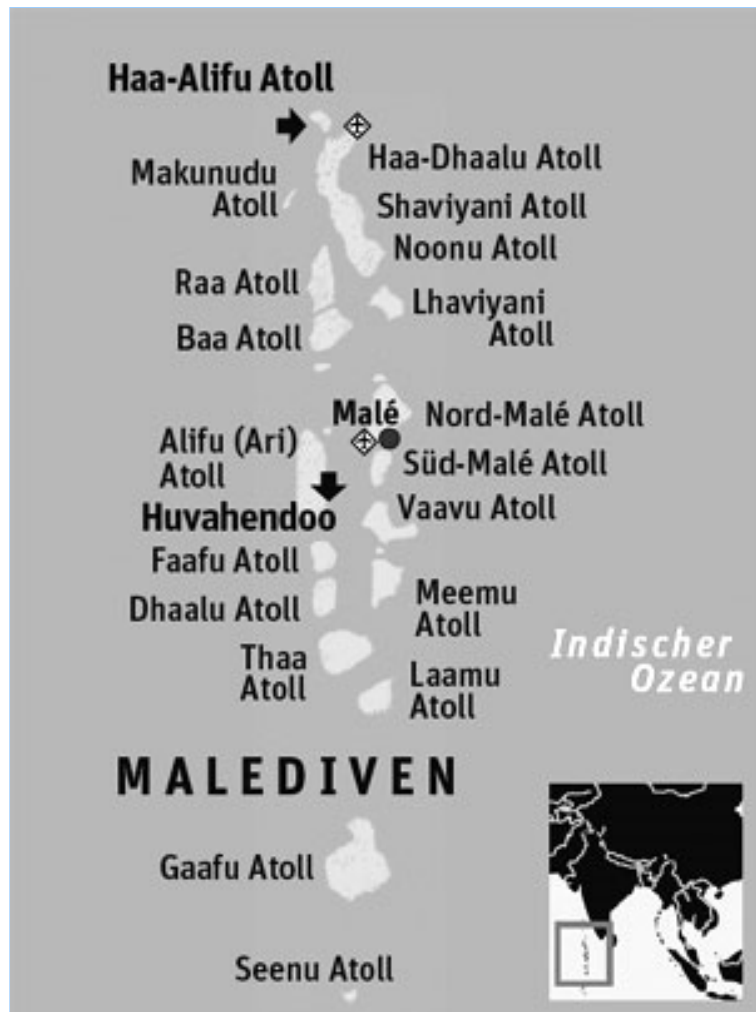 Haa-Alifu Atoll
Haa-Dhaalu Atoll
Makunudu
Atoll
Shaviyani Atoll
Noonu Atoll
Raa Atoll
Lhaviyani
Atoll
Baa Atoll
Malé
Nord-Malé Atoll
Alifu (Ari)
Atoll
Süd-Malé Atoll
Huvahendoo
Vaavu Atoll
Faafu Atoll
Dhaalu Atoll
Meemu
Atoll
Thaa
Atoll
Laamu
Atoll
Indischer
Ozean
MALEDIVEN
Gaafu Atoll
Seenu Atoll